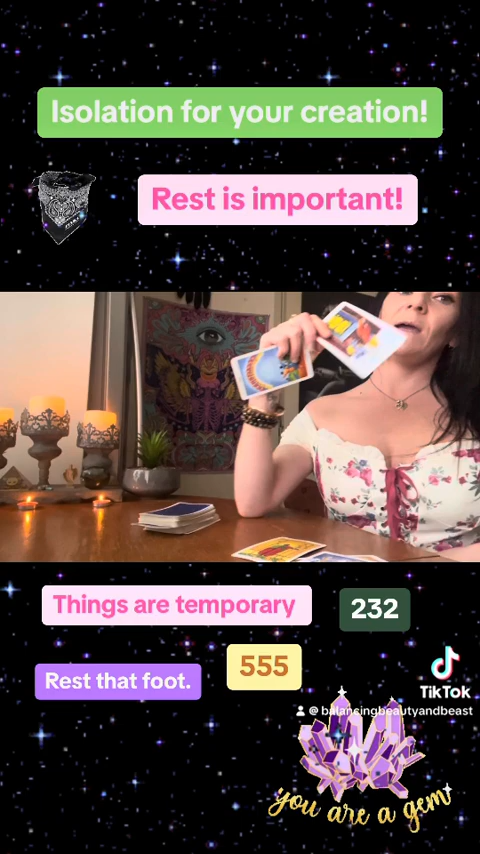 Isolation for your creation!
Rest is important!
Things are temporary
232
555
Rest that foot.
TikTok
@balancingbeautyandbeast
you are a gem